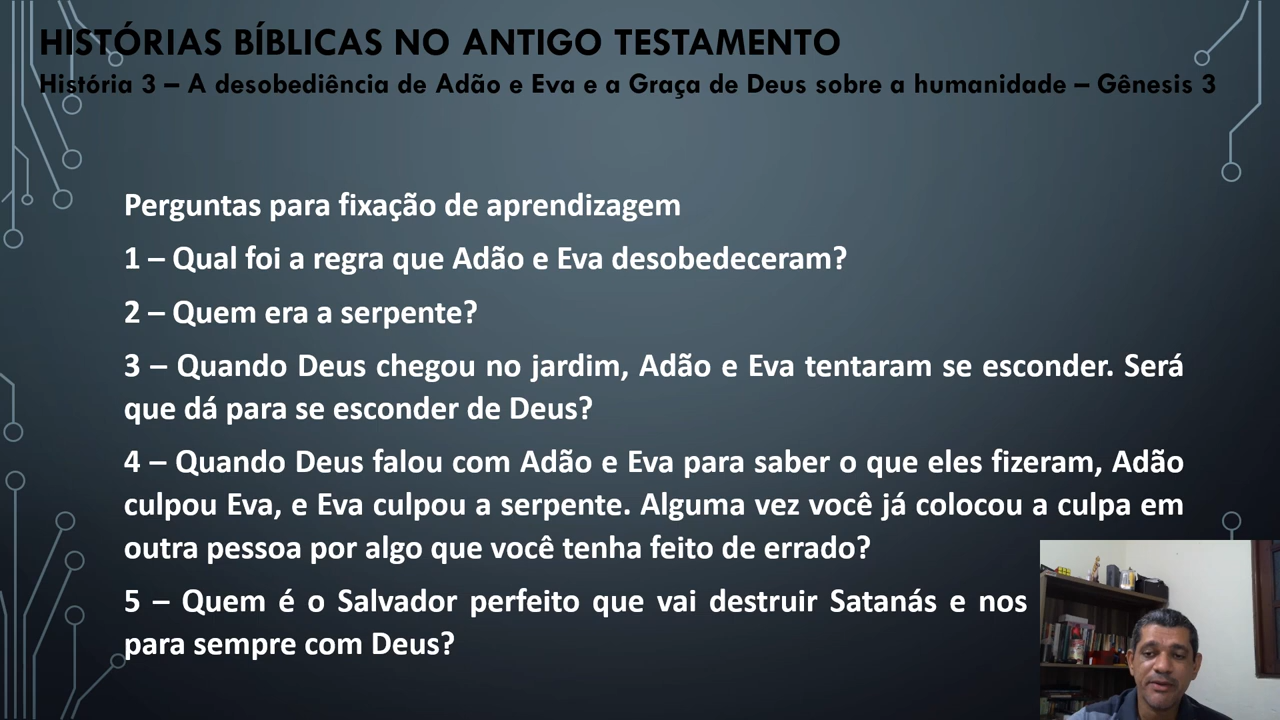 HISTÓRIAS BÍBLICAS NO ANTIGO TESTAMENTO
História 3 – A desobediência de Adão e Eva e a Graça de Deus sobre a humanidade – Gênesis 3
Perguntas para fixação de aprendizagem
1 – Qual foi a regra que Adão e Eva desobedeceram?
2 – Quem era a serpente?
3 – Quando Deus chegou no jardim, Adão e Eva tentaram se esconder. Será
que dá para se esconder de Deus?
4 – Quando Deus falou com Adão e Eva para saber o que eles fizeram, Adão
culpou Eva, e Eva culpou a serpente. Alguma vez você já colocou a culpa em
outra pessoa por algo que você tenha feito de errado?
5 – Quem é o Salvador perfeito que vai destruir Satanás e nos
para sempre com Deus?